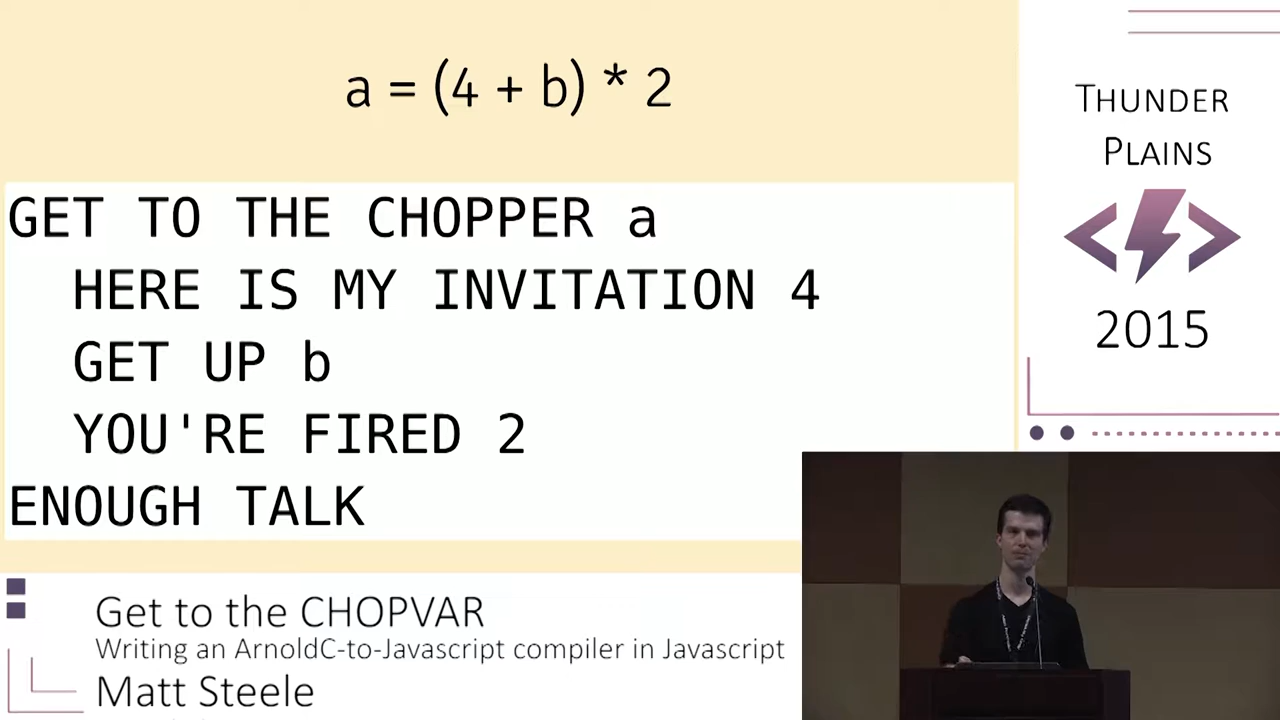 a = (4 + b) * 2
GET TO THE CHOPPER a
HERE IS MY INVITATION 4
GET UP b
YOU'RE FIRED 2
ENOUGH TALK
THUNDER
PLAINS
2015
Get to the CHOPVAR
Writing an ArnoldC-to-Javascript compiler in Javascript
Matt Steele